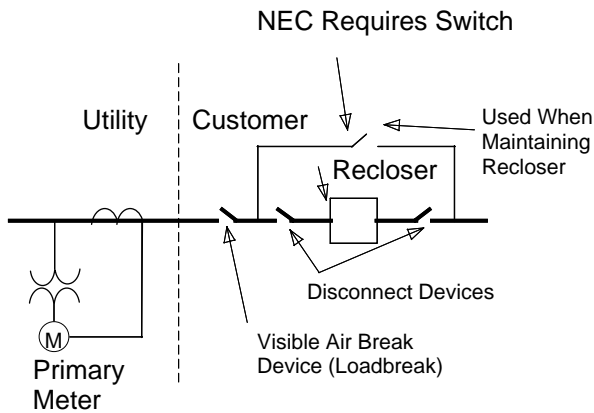 NEC Requires Switch
Utility
Customer
Used When
Maintaining
Recloser
Recloser
Disconnect Devices
M
Visible Air Break
Device (Loadbreak)
Primary
Meter